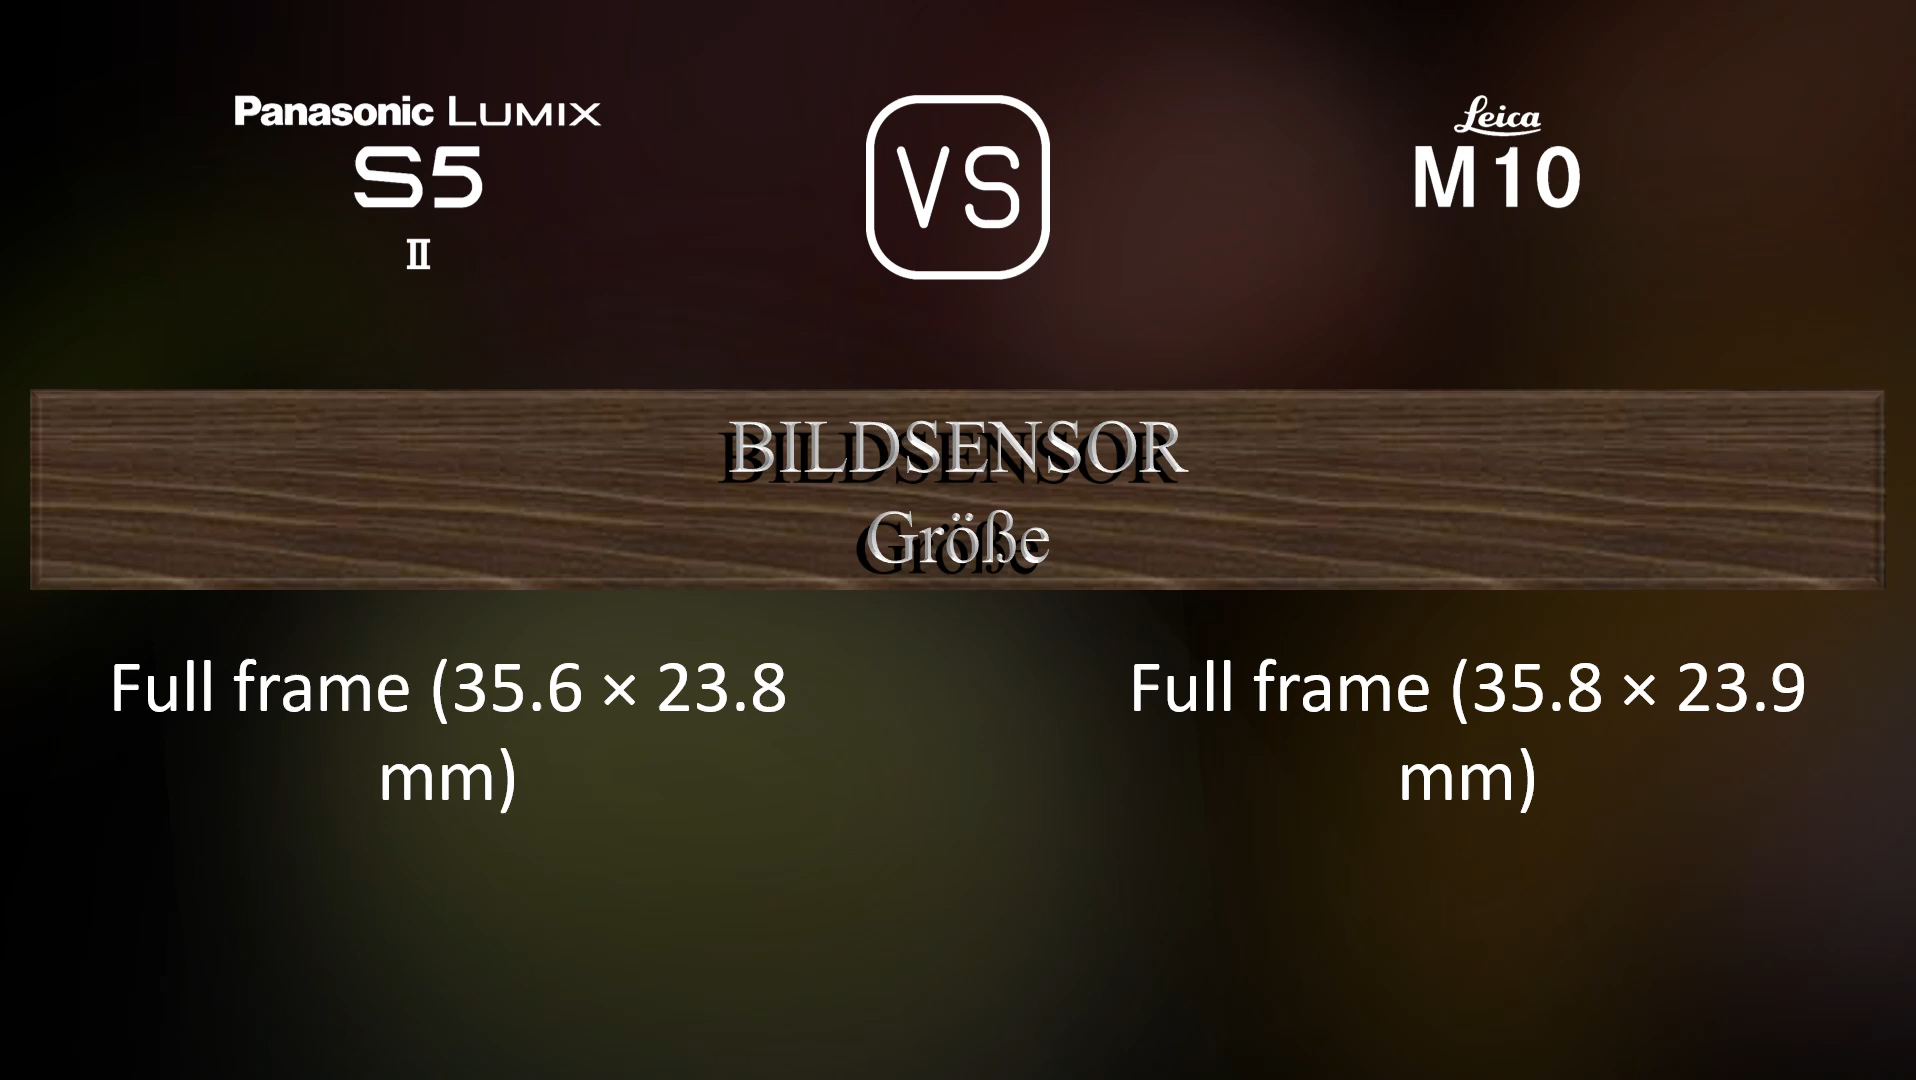 Panasonic LUMIX
S5
II
VS
Leica
M10
BILDSENSOR
Größe
Full frame (35.6 × 23.8
mm)
Full frame (35.8 × 23.9
mm)